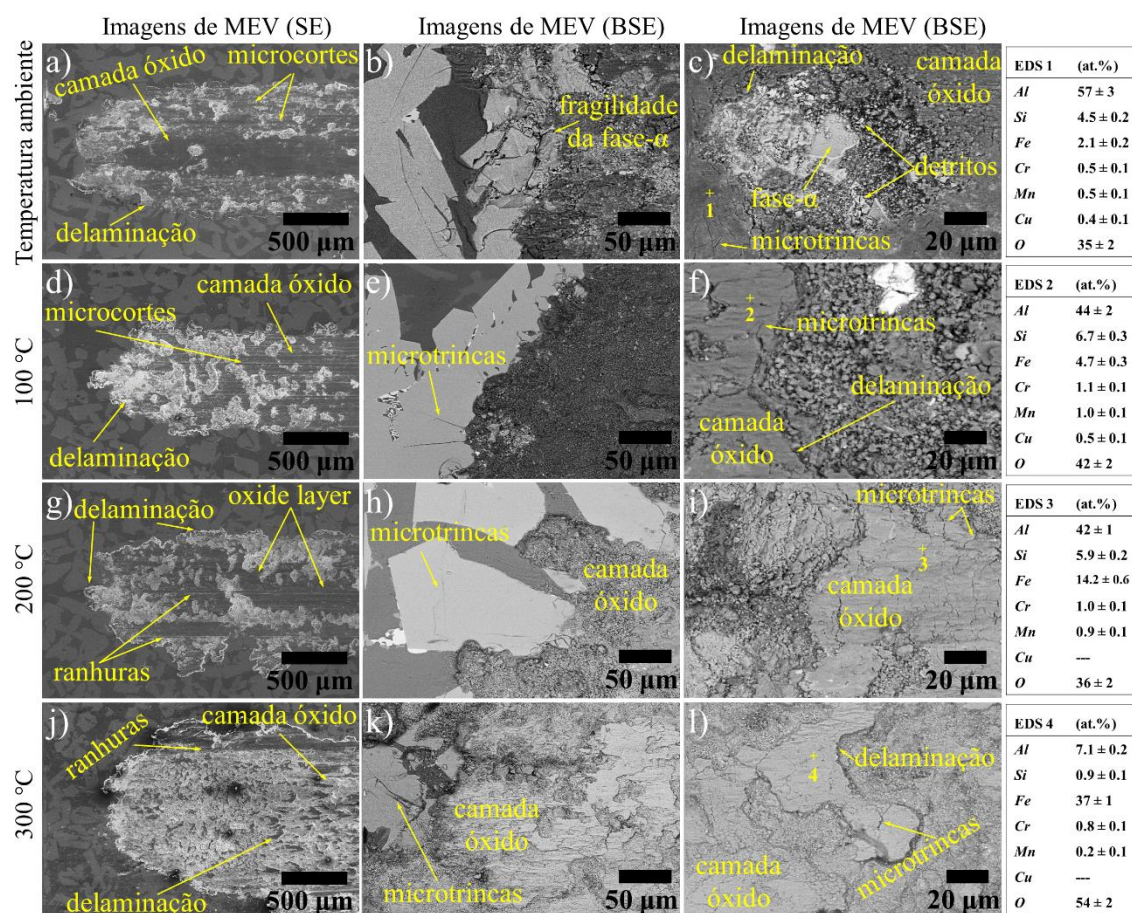 Imagens de MEV (SE)
Imagens de MEV (BSE)
Imagens de MEV (BSE)
Temperatura ambiente
a)
camada óxido
microcortes
delaminação
500 µm
b)
fragilidade
da fase-α
50 µm
c)
delaminação
camada
óxido
detritos
fase-α
+
1
microtrincas
20 µm
EDS 1 (at.%)
Al 57 ± 3
Si 4.5 ± 0.2
Fe 2.1 ± 0.2
Cr 0.5 ± 0.1
Mn 0.5 ± 0.1
Cu 0.4 ± 0.1
O 35 ± 2
100 °C
d)
camada óxido
microcortes
delaminação
500 µm
e)
microtrincas
50 µm
f)
+
2
microtrincas
delaminação
camada
óxido
20 µm
EDS 2 (at.%)
Al 44 ± 2
Si 6.7 ± 0.3
Fe 4.7 ± 0.3
Cr 1.1 ± 0.1
Mn 1.0 ± 0.1
Cu 0.5 ± 0.1
O 42 ± 2
200 °C
g)
delaminação
oxide layer
ranhuras
500 µm
h)
microtrincas
camada
óxido
50 µm
i)
microtrincas
+
3
camada
óxido
20 µm
EDS 3 (at.%)
Al 42 ± 1
Si 5.9 ± 0.2
Fe 14.2 ± 0.6
Cr 1.0 ± 0.1
Mn 0.9 ± 0.1
Cu ---
O 36 ± 2
300 °C
j)
camada óxido
ranhuras
delaminação
500 µm
k)
camada
óxido
microtrincas
50 µm
l)
+
4
delaminação
camada
óxido
microtrincas
20 µm
EDS 4 (at.%)
Al 7.1 ± 0.2
Si 0.9 ± 0.1
Fe 37 ± 1
Cr 0.8 ± 0.1
Mn 0.2 ± 0.1
Cu ---
O 54 ± 2